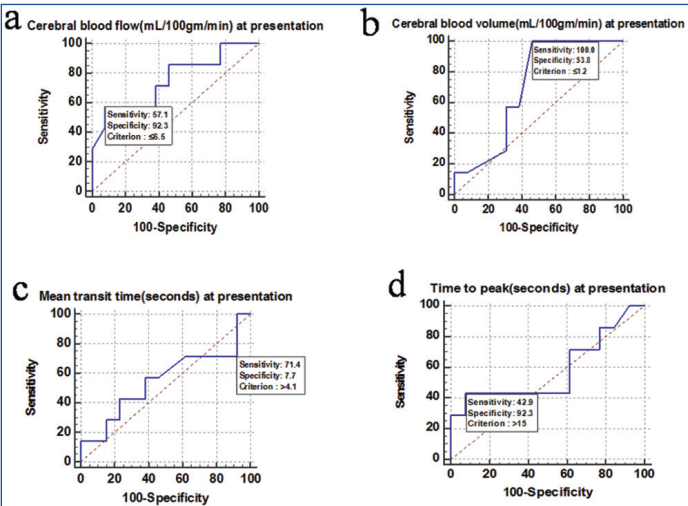 a
Cerebral blood flow(mL/100gm/min) at presentation
100
80
60
40
20
0
Sensitivity
Sensitivity: 57.1
Specificity: 92.3
Criterion : ≤6.5
0 20 40 60 80 100
100-Specificity
b
Cerebral blood volume(mL/100gm/min) at presentation
100
80
60
40
20
0
Sensitivity
Sensitivity: 100.0
Specificity: 53.8
Criterion : ≤1.2
0 20 40 60 80 100
100-Specificity
c
Mean transit time(seconds) at presentation
100
80
60
40
20
0
Sensitivity
Sensitivity: 71.4
Specificity: 7.7
Criterion : >4.1
0 20 40 60 80 100
100-Specificity
d
Time to peak(seconds) at presentation
100
80
60
40
20
0
Sensitivity
Sensitivity: 42.9
Specificity: 92.3
Criterion : >15
0 20 40 60 80 100
100-Specificity